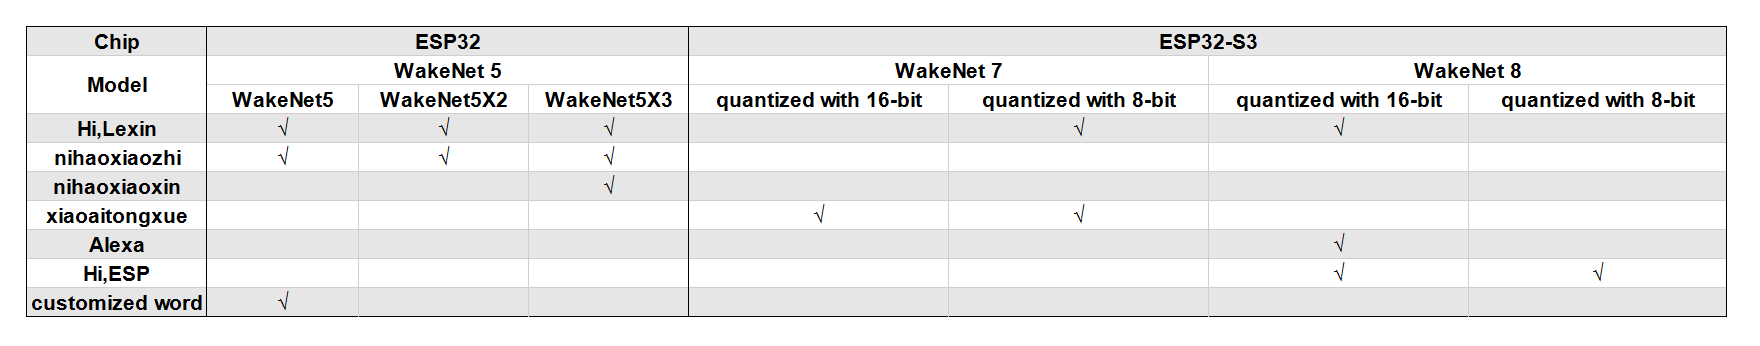 Chip ESP32 ESP32-S3
Model WakeNet 5 WakeNet 7 WakeNet 8
WakeNet5 WakeNet5X2 WakeNet5X3 quantized with 16-bit quantized with 8-bit quantized with 16-bit quantized with 8-bit
Hi,Lexin √ √ √ √ √
nihaoxiaozhi √ √ √
nihaoxiaoxin √
xiaoaitongxue √ √
Alexa √
Hi,ESP √ √
customized word √